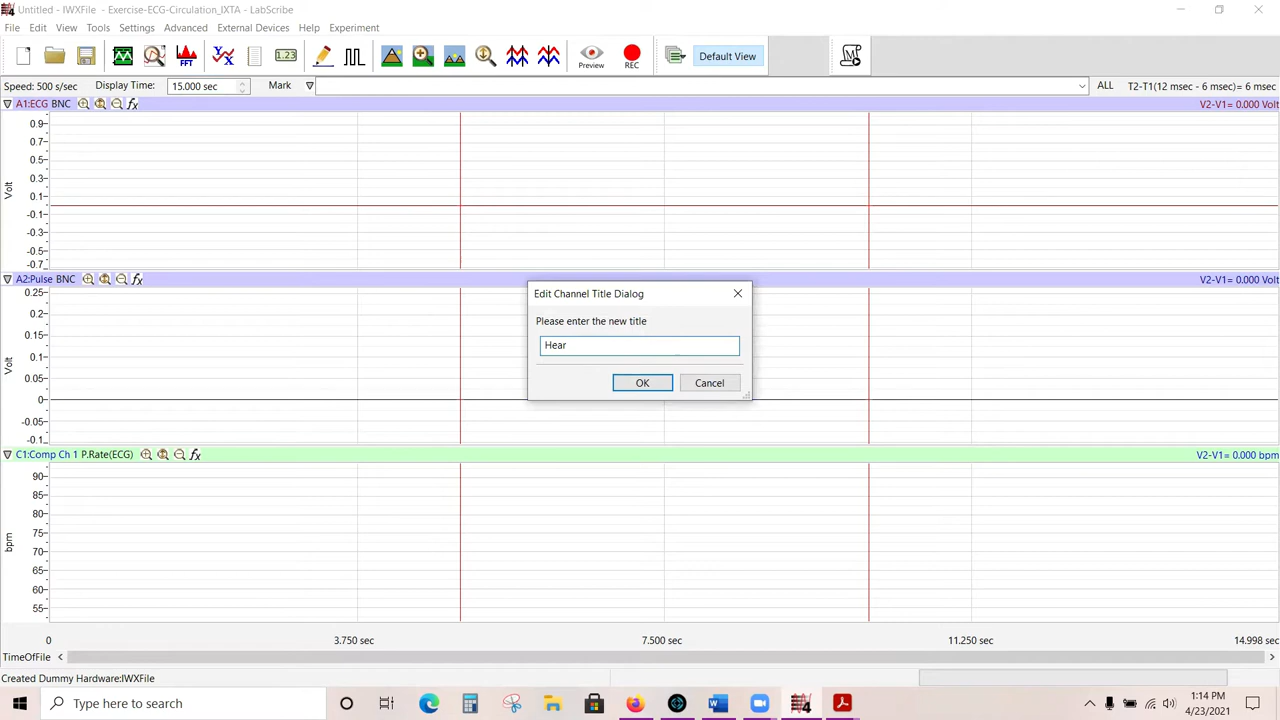 Untitled - IWXFile - Exercise-ECG-Circulation_IXTA - LabScribe
File Edit View Tools Settings Advanced External Devices Help Experiment
FFT Y/X 1.23 Preview REC Default View
Speed: 500 s/sec Display Time: 15.000 sec Mark ALL T2-T1(12 msec - 6 msec)= 6 msec
A1:ECG BNC fx V2-V1= 0.000 Volt
0.9
0.7
0.5
0.3
0.1
-0.1
-0.3
-0.5
-0.7
Volt
A2:Pulse BNC fx V2-V1= 0.000 Volt
0.25
0.2
0.15
0.1
0.05
0
-0.05
-0.1
Volt
Edit Channel Title Dialog
Please enter the new title
Hear
OK Cancel
C1:Comp Ch 1 P.Rate(ECG) fx V2-V1= 0.000 bpm
90
85
80
75
70
65
60
55
bpm
0 3.750 sec 7.500 sec 11.250 sec 14.998 sec
TimeOfFile
Created Dummy Hardware:IWXFile
Type here to search
1:14 PM
4/23/2021